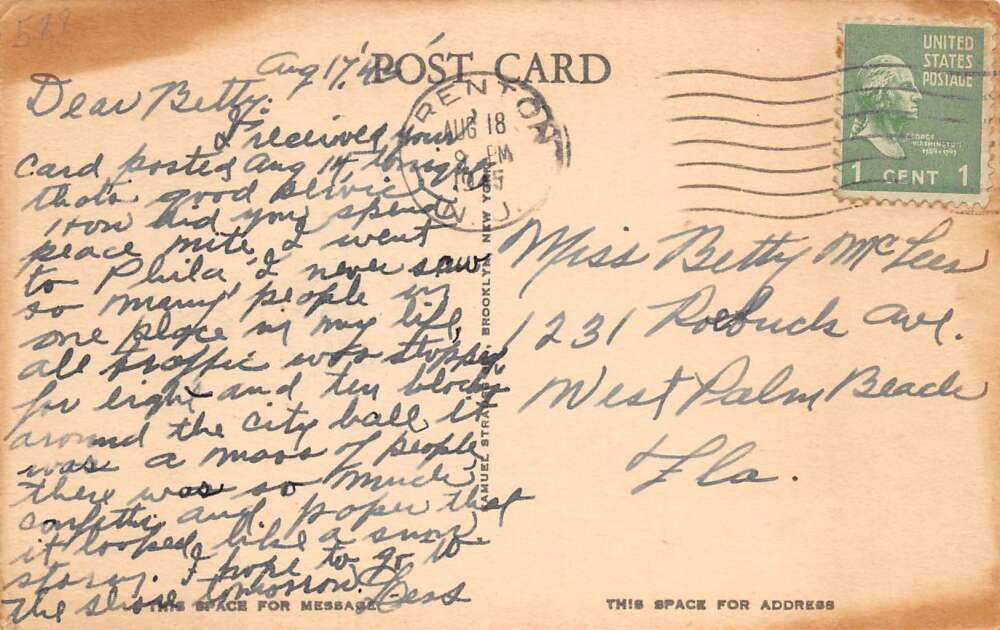 588
POST CARD
Aug 17, '45
Dear Betty:
I received your
card posted Aug 14, tonight
thats good service
How did you spend
peace nite, I went
to Phila I never saw
so many people in
one place in my life,
all traffic was stopped
for eight and ten blocks
around the city hall it
was a mass of people
there was so much
confetti and paper that
it looked like a snow
storm. I hope to go to
the shore tomorrow.
TRENTON
N.J.
AUG 18
PM
1945
UNITED
STATES
POSTAGE
GEORGE
WASHINGTON
1789-1797
1 CENT 1
Miss Betty McLees
1231 Roebuck Ave.
West Palm Beach
Fla.
SAMUEL STRANG, BROOKLYN, NEW YORK
THIS SPACE FOR MESSAGE
THIS SPACE FOR ADDRESS